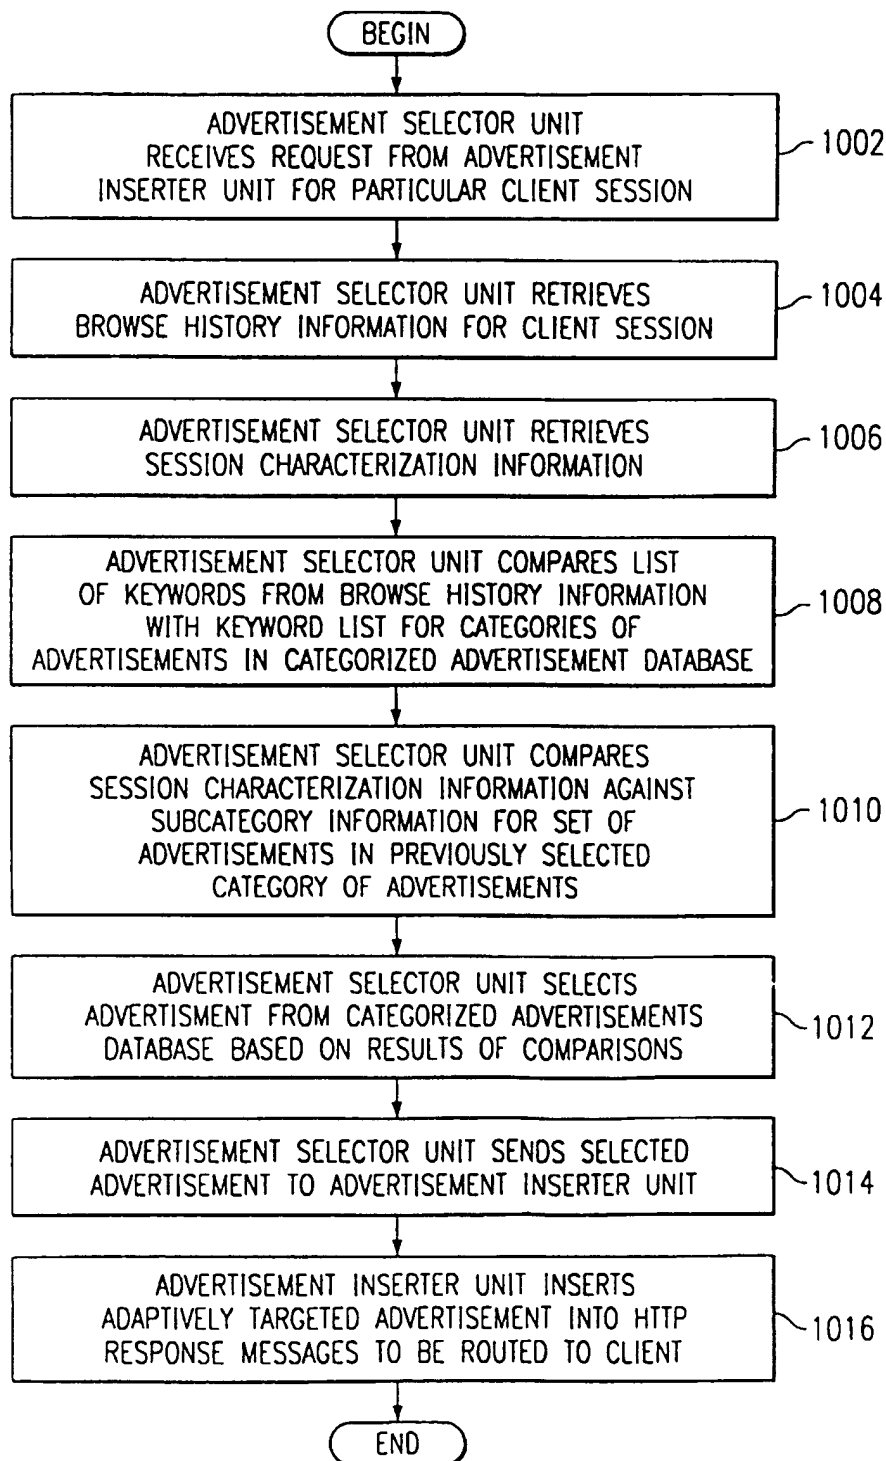 BEGIN
ADVERTISEMENT SELECTOR UNIT
RECEIVES REQUEST FROM ADVERTISEMENT
INSERTER UNIT FOR PARTICULAR CLIENT SESSION
1002
ADVERTISEMENT SELECTOR UNIT RETRIEVES
BROWSE HISTORY INFORMATION FOR CLIENT SESSION
1004
ADVERTISEMENT SELECTOR UNIT RETRIEVES
SESSION CHARACTERIZATION INFORMATION
1006
ADVERTISEMENT SELECTOR UNIT COMPARES LIST
OF KEYWORDS FROM BROWSE HISTORY INFORMATION
WITH KEYWORD LIST FOR CATEGORIES OF
ADVERTISEMENTS IN CATEGORIZED ADVERTISEMENT DATABASE
1008
ADVERTISEMENT SELECTOR UNIT COMPARES
SESSION CHARACTERIZATION INFORMATION AGAINST
SUBCATEGORY INFORMATION FOR SET OF
ADVERTISEMENTS IN PREVIOUSLY SELECTED
CATEGORY OF ADVERTISEMENTS
1010
ADVERTISEMENT SELECTOR UNIT SELECTS
ADVERTISMENT FROM CATEGORIZED ADVERTISEMENTS
DATABASE BASED ON RESULTS OF COMPARISONS
1012
ADVERTISEMENT SELECTOR UNIT SENDS SELECTED
ADVERTISEMENT TO ADVERTISEMENT INSERTER UNIT
1014
ADVERTISEMENT INSERTER UNIT INSERTS
ADAPTIVELY TARGETED ADVERTISEMENT INTO HTTP
RESPONSE MESSAGES TO BE ROUTED TO CLIENT
1016
END